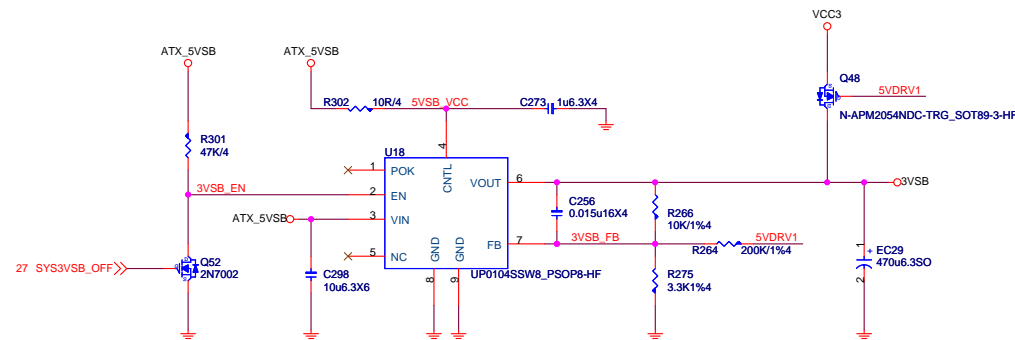 VCC3
ATX_5VSB
ATX_5VSB
Q48
5VDRV1
N-APM2054NDC-TRG_SOT89-3-HF
R302
10R/4
5VSB_VCC
C273
1u6.3X4
R301
47K/4
U18
4
CNTL
1
POK
3VSB_EN
2
EN
VOUT
6
3VSB
ATX_5VSB
3
VIN
C256
0.015u16X4
R266
10K/1%4
FB
7
3VSB_FB
R264
200K/1%4
5VDRV1
5
NC
GND
GND
8
9
UP0104SSW8_PSOP8-HF
R275
3.3K1%4
1
+
EC29
470u6.3SO
2
27 SYS3VSB_OFF
Q52
2N7002
C298
10u6.3X6